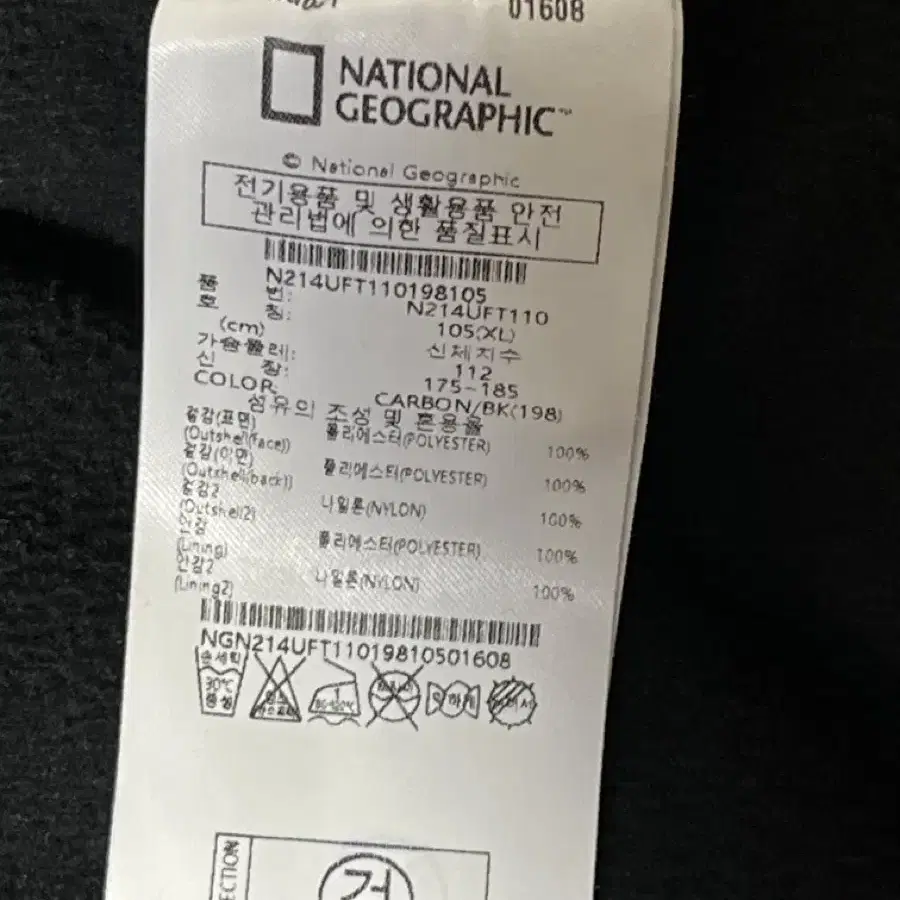 01608
NATIONAL
GEOGRAPHIC™
© National Geographic
전기용품 및 생활용품 안전
관리법에 의한 품질표시
N214UFT110198105
품 번: N214UFT110
호 칭: 105(XL)
(cm) 신체치수
가슴둘레: 112
신 장: 175-185
COLOR CARBON/BK(198)
섬유의 조성 및 혼용율
겉감(표면) 폴리에스터(POLYESTER) 100%
(Outshell(face))
겉감(이면) 폴리에스터(POLYESTER) 100%
(Outshell(back))
겉감2 나일론(NYLON) 100%
(Outshell2)
안감 폴리에스터(POLYESTER) 100%
(Lining)
안감2 나일론(NYLON) 100%
(Lining2)
NGN214UFT11019810501608
손세탁
30℃
중성
약하게